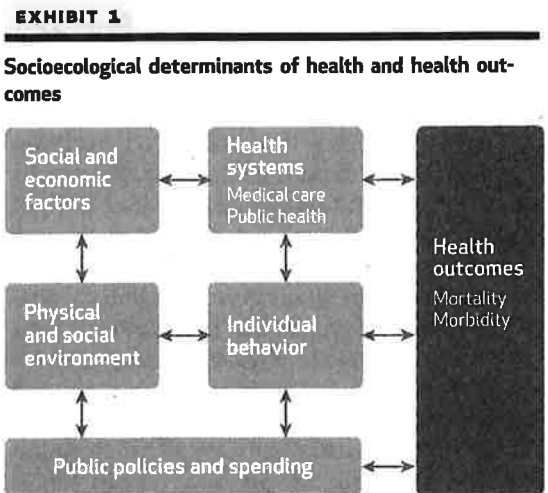 EXHIBIT 1
Socioecological determinants of health and health out-
comes
Social and
economic
factors
Health
systems
Medical care
Public health
Physical
and social
environment
Individual
behavior
Health
outcomes
Mortality
Morbidity
Public policies and spending